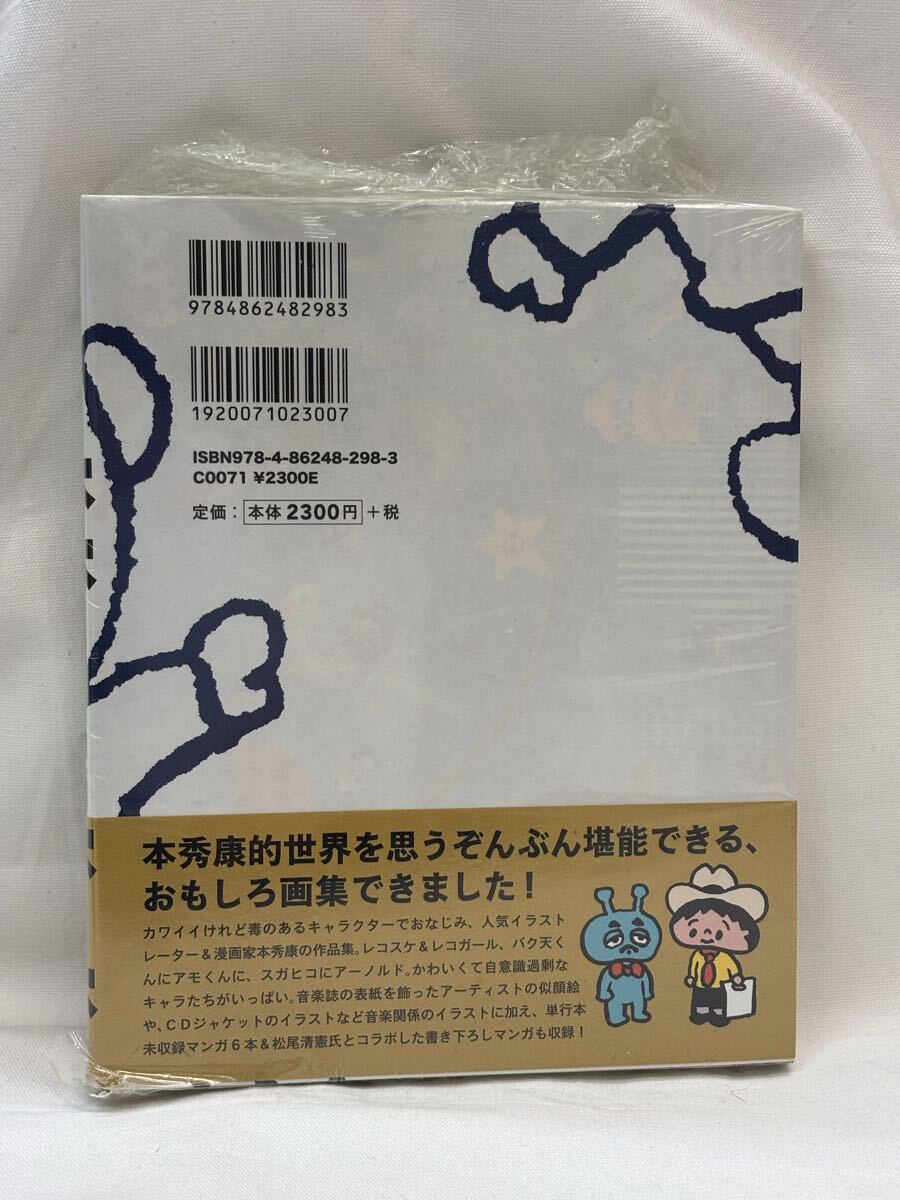 9784862482983
1920071023007
ISBN978-4-86248-298-3
C0071 ¥2300E
定価：本体2300円＋税
本秀康的世界を思うぞんぶん堪能できる、
おもしろ画集できました！
カワイイけれど毒のあるキャラクターでおなじみ、人気イラスト
レーター＆漫画家本秀康の作品集。レコスケ＆レコガール、バク天く
んにアモくんに、スガヒコにアーノルド。かわいくて自意識過剰な
キャラたちがいっぱい。音楽誌の表紙を飾ったアーティストの似顔絵
や、CDジャケットのイラストなど音楽関係のイラストに加え、単行本
未収録マンガ6本＆松尾清憲氏とコラボした書き下ろしマンガも収録！